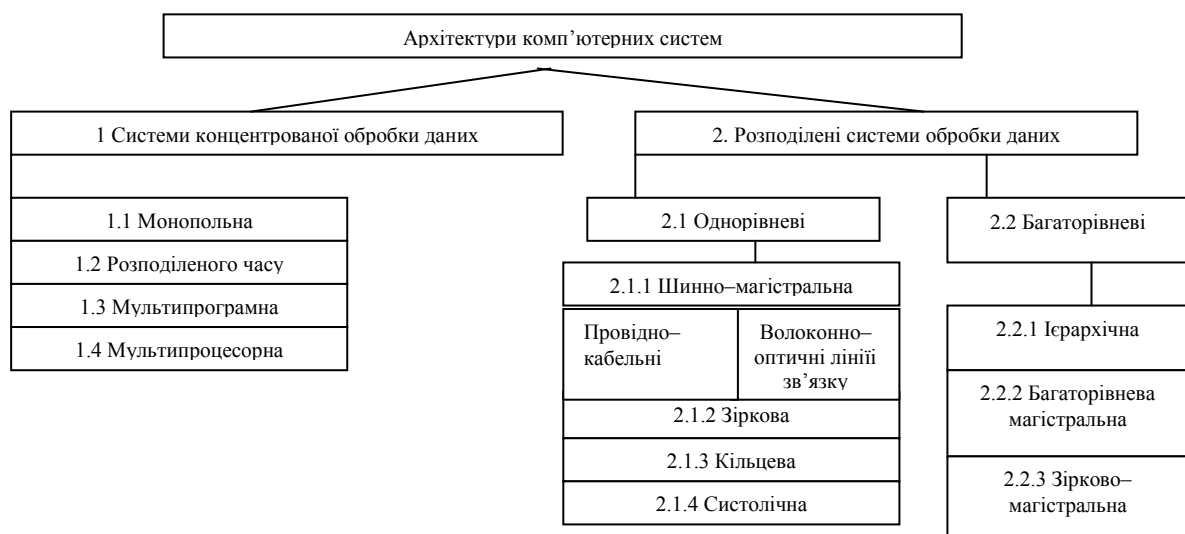 Архітектури комп’ютерних систем
1 Системи концентрованої обробки даних
2. Розподілені системи обробки даних
1.1 Монопольна
1.2 Розподіленого часу
1.3 Мультипрограмна
1.4 Мультипроцесорна
2.1 Однорівневі
2.1.1 Шинно–магістральна
Провідно–
кабельні
Волоконно–
оптичні лініїї
зв’язку
2.1.2 Зіркова
2.1.3 Кільцева
2.1.4 Систолічна
2.2 Багаторівневі
2.2.1 Ієрархічна
2.2.2 Багаторівнева
магістральна
2.2.3 Зірково–
магістральна